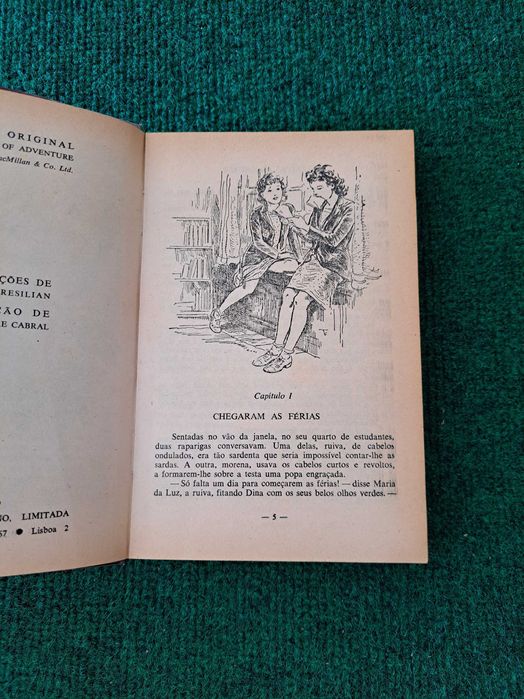 ORIGINAL
OF ADVENTURE
acMillan & Co. Ltd.
ÇÕES DE
RESILIAN
ÇÃO DE
E CABRAL
NO, LIMITADA
57 ● Lisboa 2
Capítulo I
CHEGARAM AS FÉRIAS
Sentadas no vão da janela, no seu quarto de estudantes,
duas raparigas conversavam. Uma delas, ruiva, de cabelos
ondulados, era tão sardenta que seria impossível contar-lhe as
sardas. A outra, morena, usava os cabelos curtos e revoltos,
a formarem-lhe sobre a testa uma popa engraçada.
— Só falta um dia para começarem as férias! — disse Maria
da Luz, a ruiva, fitando Dina com os seus belos olhos verdes. —
— 5 —